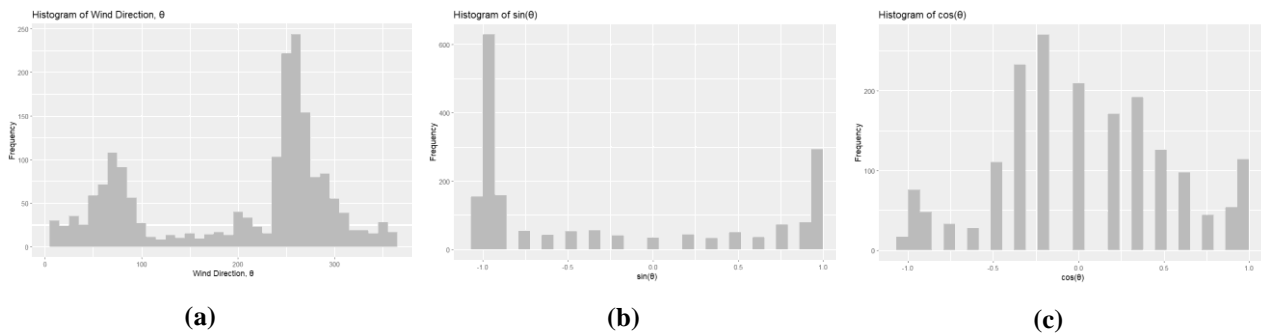 Histogram of Wind Direction, θ
250
200
150
100
50
0
Frequency
0
100
200
300
Wind Direction, θ
(a)
Histogram of sin(θ)
600
400
200
0
Frequency
-1.0
-0.5
0.0
0.5
1.0
sin(θ)
(b)
Histogram of cos(θ)
200
100
0
Frequency
-1.0
-0.5
0.0
0.5
1.0
cos(θ)
(c)